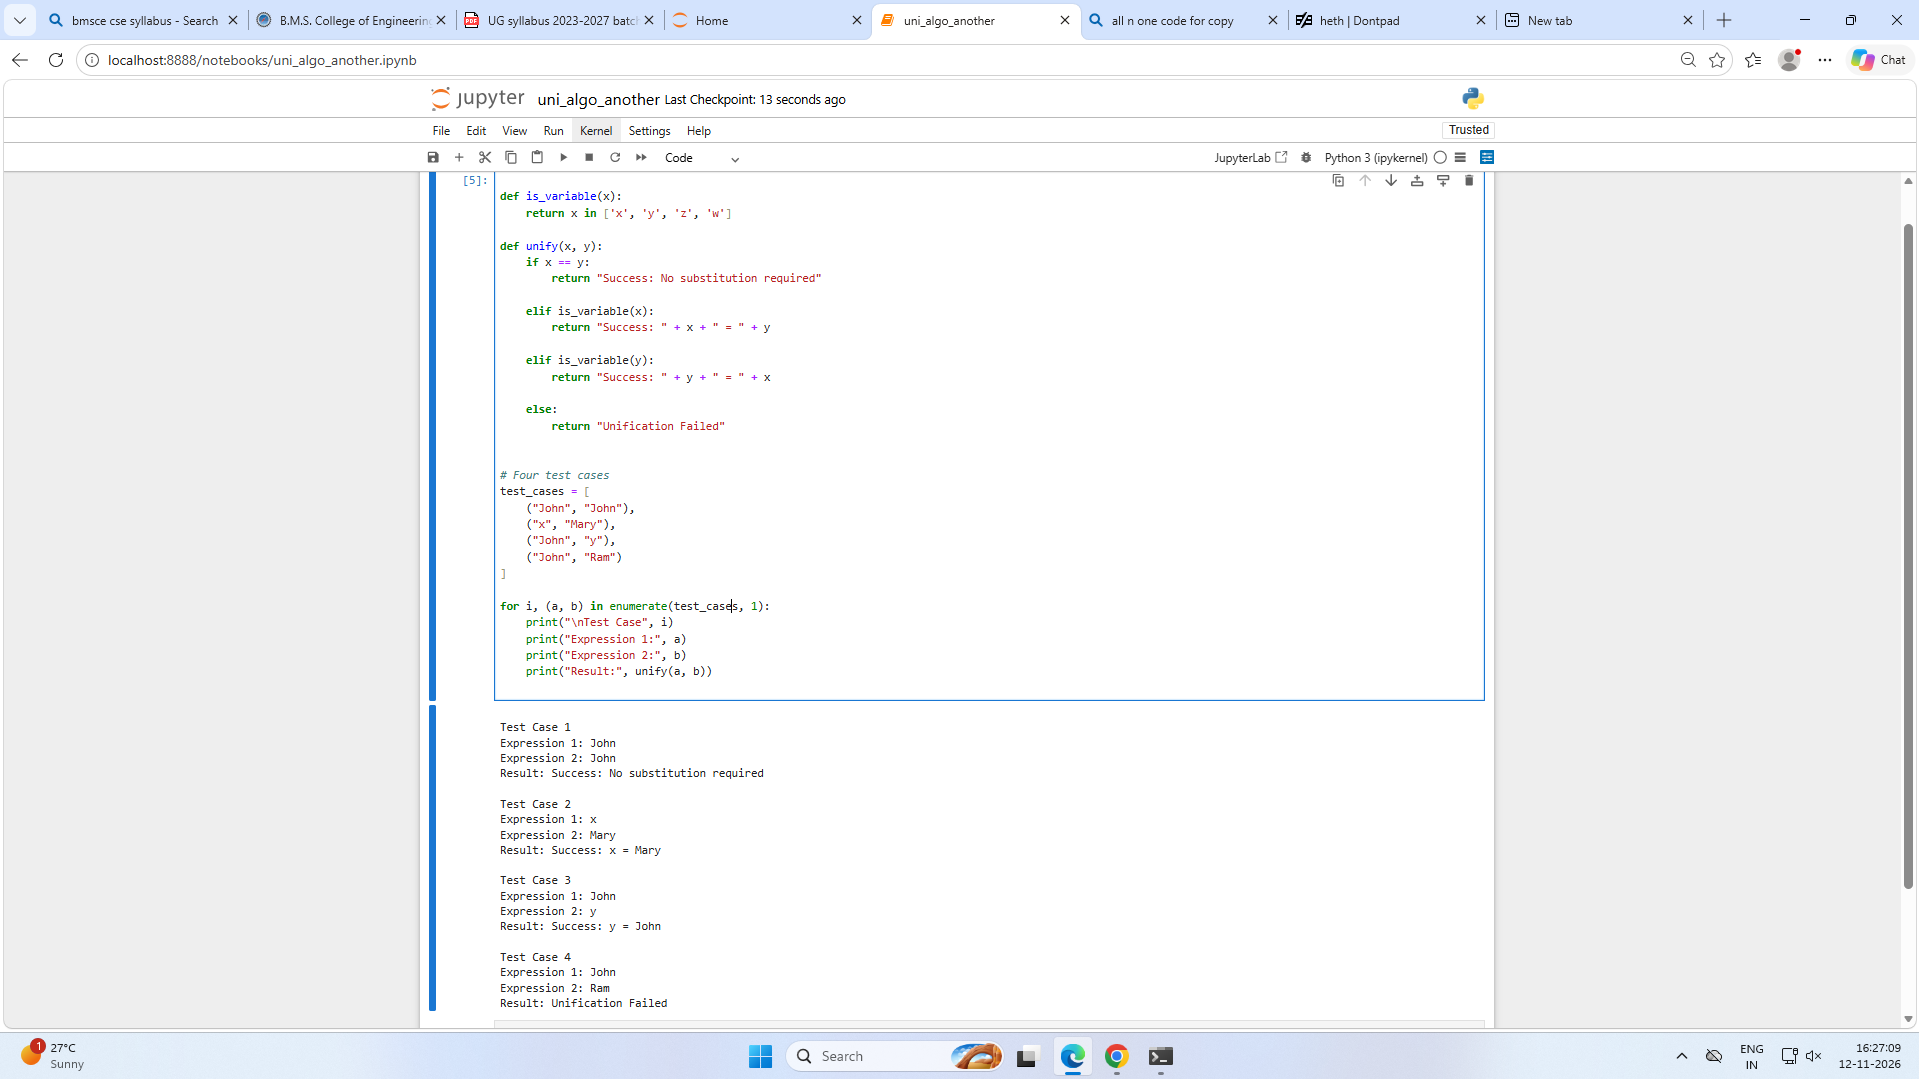 bmsce cse syllabus - Search
B.M.S. College of Engineering
UG syllabus 2023-2027 batch
Home
uni_algo_another
all n one code for copy
heth | Dontpad
New tab
localhost:8888/notebooks/uni_algo_another.ipynb
Chat
jupyter uni_algo_another Last Checkpoint: 13 seconds ago
File Edit View Run Kernel Settings Help
Trusted
Code
JupyterLab
Python 3 (ipykernel)
[5]:
def is_variable(x):
    return x in ['x', 'y', 'z', 'w']
def unify(x, y):
    if x == y:
        return "Success: No substitution required"
    elif is_variable(x):
        return "Success: " + x + " = " + y
    elif is_variable(y):
        return "Success: " + y + " = " + x
    else:
        return "Unification Failed"
# Four test cases
test_cases = [
    ("John", "John"),
    ("x", "Mary"),
    ("John", "y"),
    ("John", "Ram")
]
for i, (a, b) in enumerate(test_cases, 1):
    print("\nTest Case", i)
    print("Expression 1:", a)
    print("Expression 2:", b)
    print("Result:", unify(a, b))
Test Case 1
Expression 1: John
Expression 2: John
Result: Success: No substitution required
Test Case 2
Expression 1: x
Expression 2: Mary
Result: Success: x = Mary
Test Case 3
Expression 1: John
Expression 2: y
Result: Success: y = John
Test Case 4
Expression 1: John
Expression 2: Ram
Result: Unification Failed
1
27°C
Sunny
Search
ENG
IN
16:27:09
12-11-2026